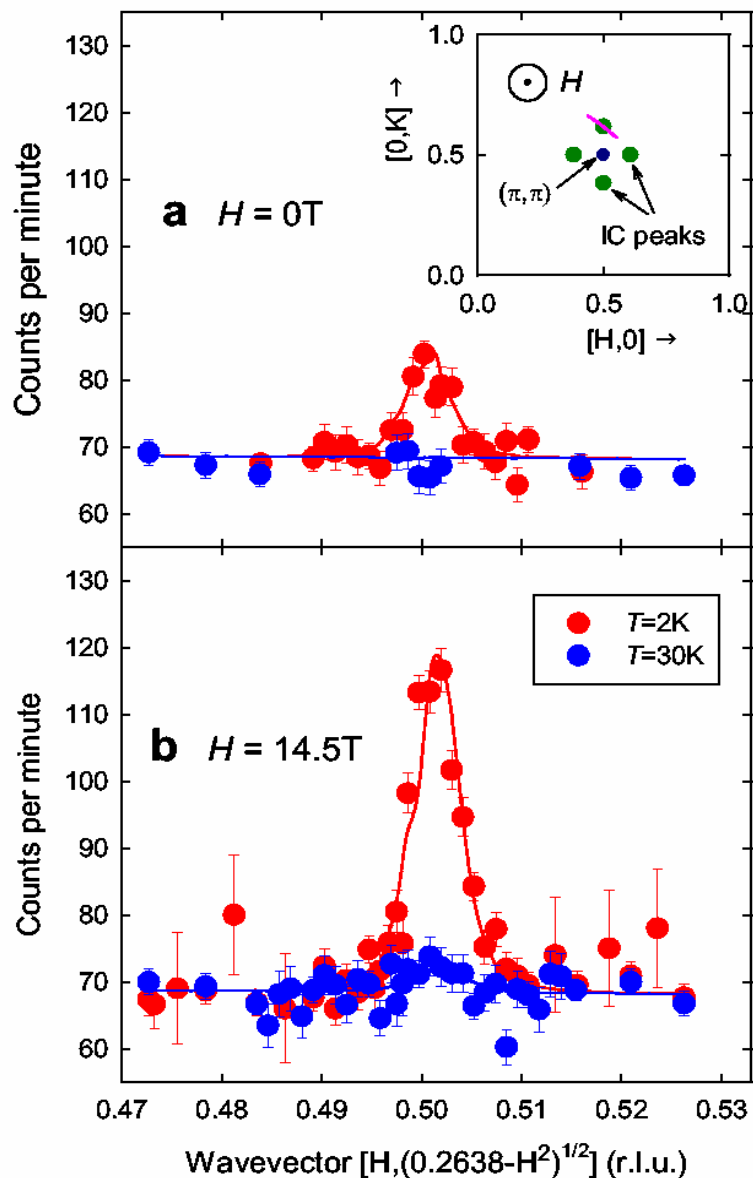 130
120
110
100
90
80
70
60
Counts per minute
a H = 0T
1.0
0.5
0.0
[0,K] →
H
(π,π)
IC peaks
0.0 0.5 1.0
[H,0] →
130
120
110
100
90
80
70
60
Counts per minute
b H = 14.5T
T=2K
T=30K
0.47 0.48 0.49 0.50 0.51 0.52 0.53
Wavevector [H,(0.2638-H²)^1/2] (r.l.u.)